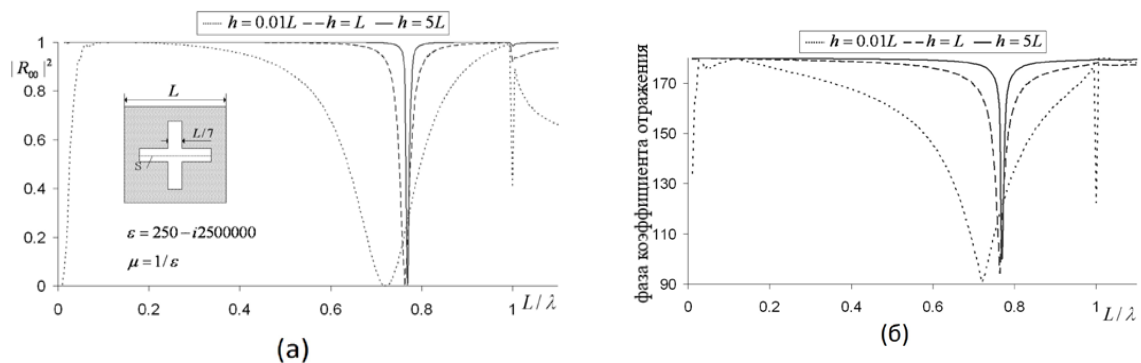 h = 0.01L h = L h = 5L
|R₀₀|²
1
0.8
0.6
0.4
0.2
0
L
L/7
S
ε = 250 − i2500000
μ = 1/ε
0 0.2 0.4 0.6 0.8 1 L/λ
(а)
h = 0.01L h = L h = 5L
фаза коэффициента отражения
170
150
130
110
90
0 0.2 0.4 0.6 0.8 1 L/λ
(б)